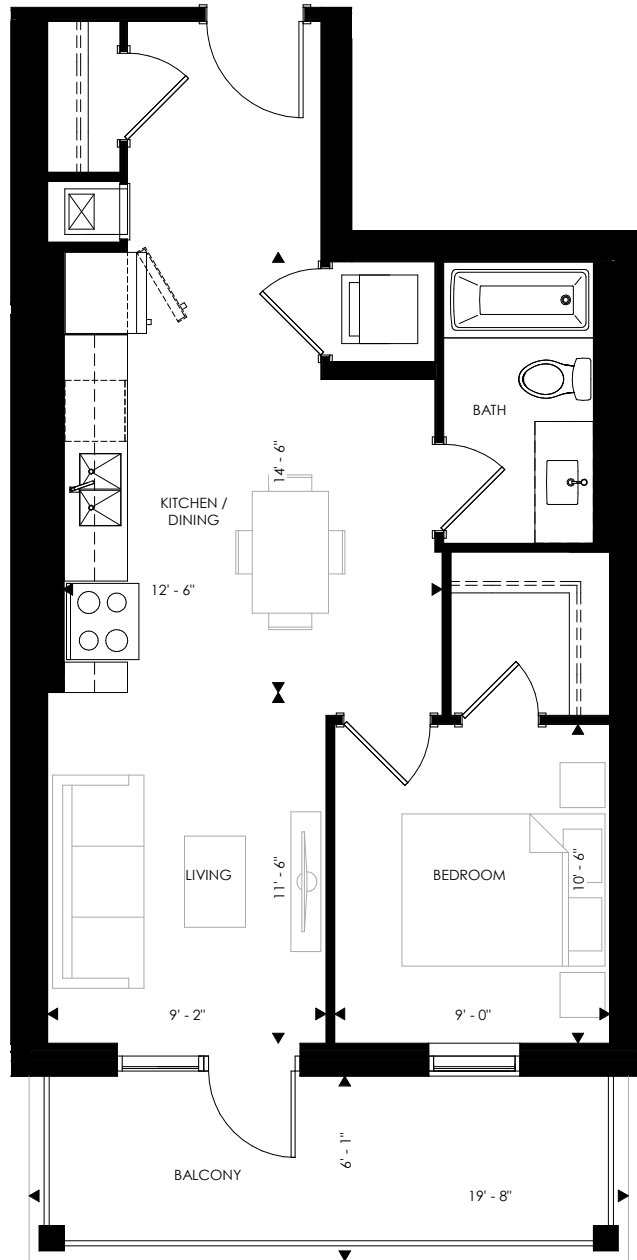 BATH
14' - 6"
KITCHEN /
DINING
12' - 6"
LIVING
11' - 6"
BEDROOM
10' - 6"
9' - 2"
9' - 0"
6' - 1"
BALCONY
19' - 8"